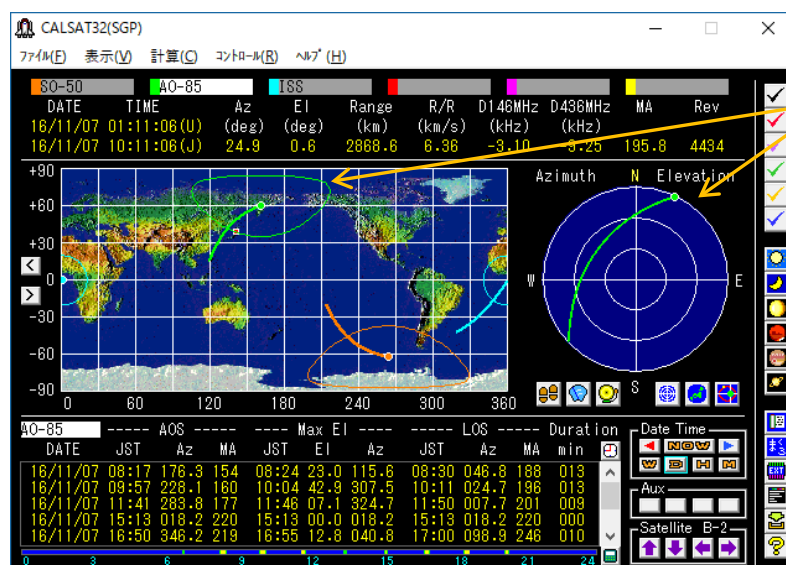 CALSAT32(SGP)
ファイル(F) 表示(V) 計算(C) コントロール(R) ヘルプ(H)
SO-50 AO-85 ISS
DATE TIME Az El Range R/R D146MHz D436MHz MA Rev
16/11/07 01:11:06(U) (deg) (deg) (km) (km/s) (kHz) (kHz)
16/11/07 10:11:06(J) 24.9 0.6 2868.6 6.36 -3.10 -9.25 195.8 4434
+90
+60
+30
0
-30
-60
-90
0 60 120 180 240 300 360
< >
Azimuth N Elevation
W E
S
AO-85 ----- AOS ----- ---- Max El ---- ----- LOS ----- Duration
DATE JST Az MA JST El Az JST Az MA min
16/11/07 08:17 176.3 154 08:24 23.0 115.6 08:30 046.8 188 013
16/11/07 09:57 228.1 160 10:04 42.9 307.5 10:11 024.7 196 013
16/11/07 11:41 283.8 177 11:46 07.1 324.7 11:50 007.7 201 009
16/11/07 15:13 018.2 220 15:13 00.0 018.2 15:13 018.2 220 000
16/11/07 16:50 346.2 219 16:55 12.8 040.8 17:00 098.9 246 010
0 3 6 9 12 15 18 21 24
Date Time
NOW
W D H M
Aux
Satellite B-2
まぐろ
EXT
?